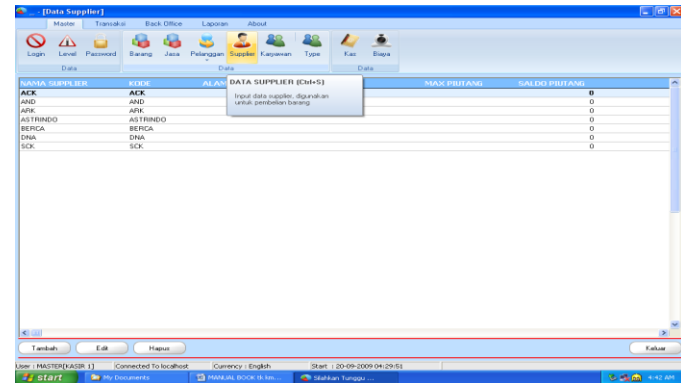 _ - [Data Supplier]
Master Transaksi Back Office Laporan About
Login Level Password Barang Jasa Pelanggan Supplier Karyawan Type Kas Biaya
Data Data Data
NAMA SUPPLIER KODE ALAM MAX PIUTANG SALDO PIUTANG
DATA SUPPLIER (Ctrl+S)
Input data supplier, digunakan
untuk pembelian barang
ACK ACK 0
AND AND 0
ARK ARK 0
ASTRINDO ASTRINDO 0
BERCA BERCA 0
DNA DNA 0
SCK SCK 0
Tambah Edit Hapus Keluar
User : MASTER[KASIR 1] Connected To localhost Currency : English Start : 20-09-2009 04:29:51
start My Documents MANUAL BOOK tk km... Silahkan Tunggu ... 4:42 AM